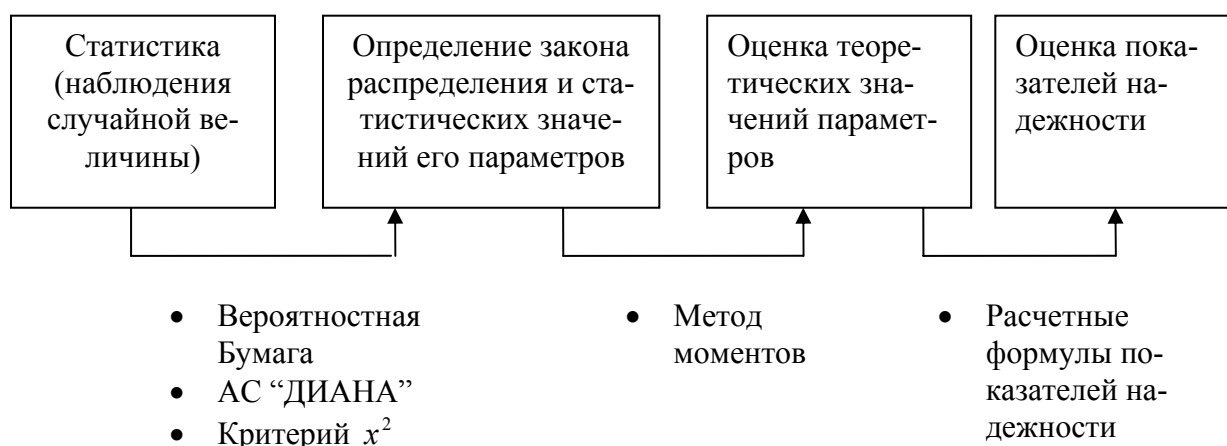 Статистика
(наблюдения
случайной ве-
личины)
Определение закона
распределения и ста-
тистических значе-
ний его параметров
Оценка теоре-
тических зна-
чений парамет-
ров
Оценка пока-
зателей на-
дежности
• Вероятностная
Бумага
• АС “ДИАНА”
• Критерий x²
• Метод
моментов
• Расчетные
формулы по-
казателей на-
дежности